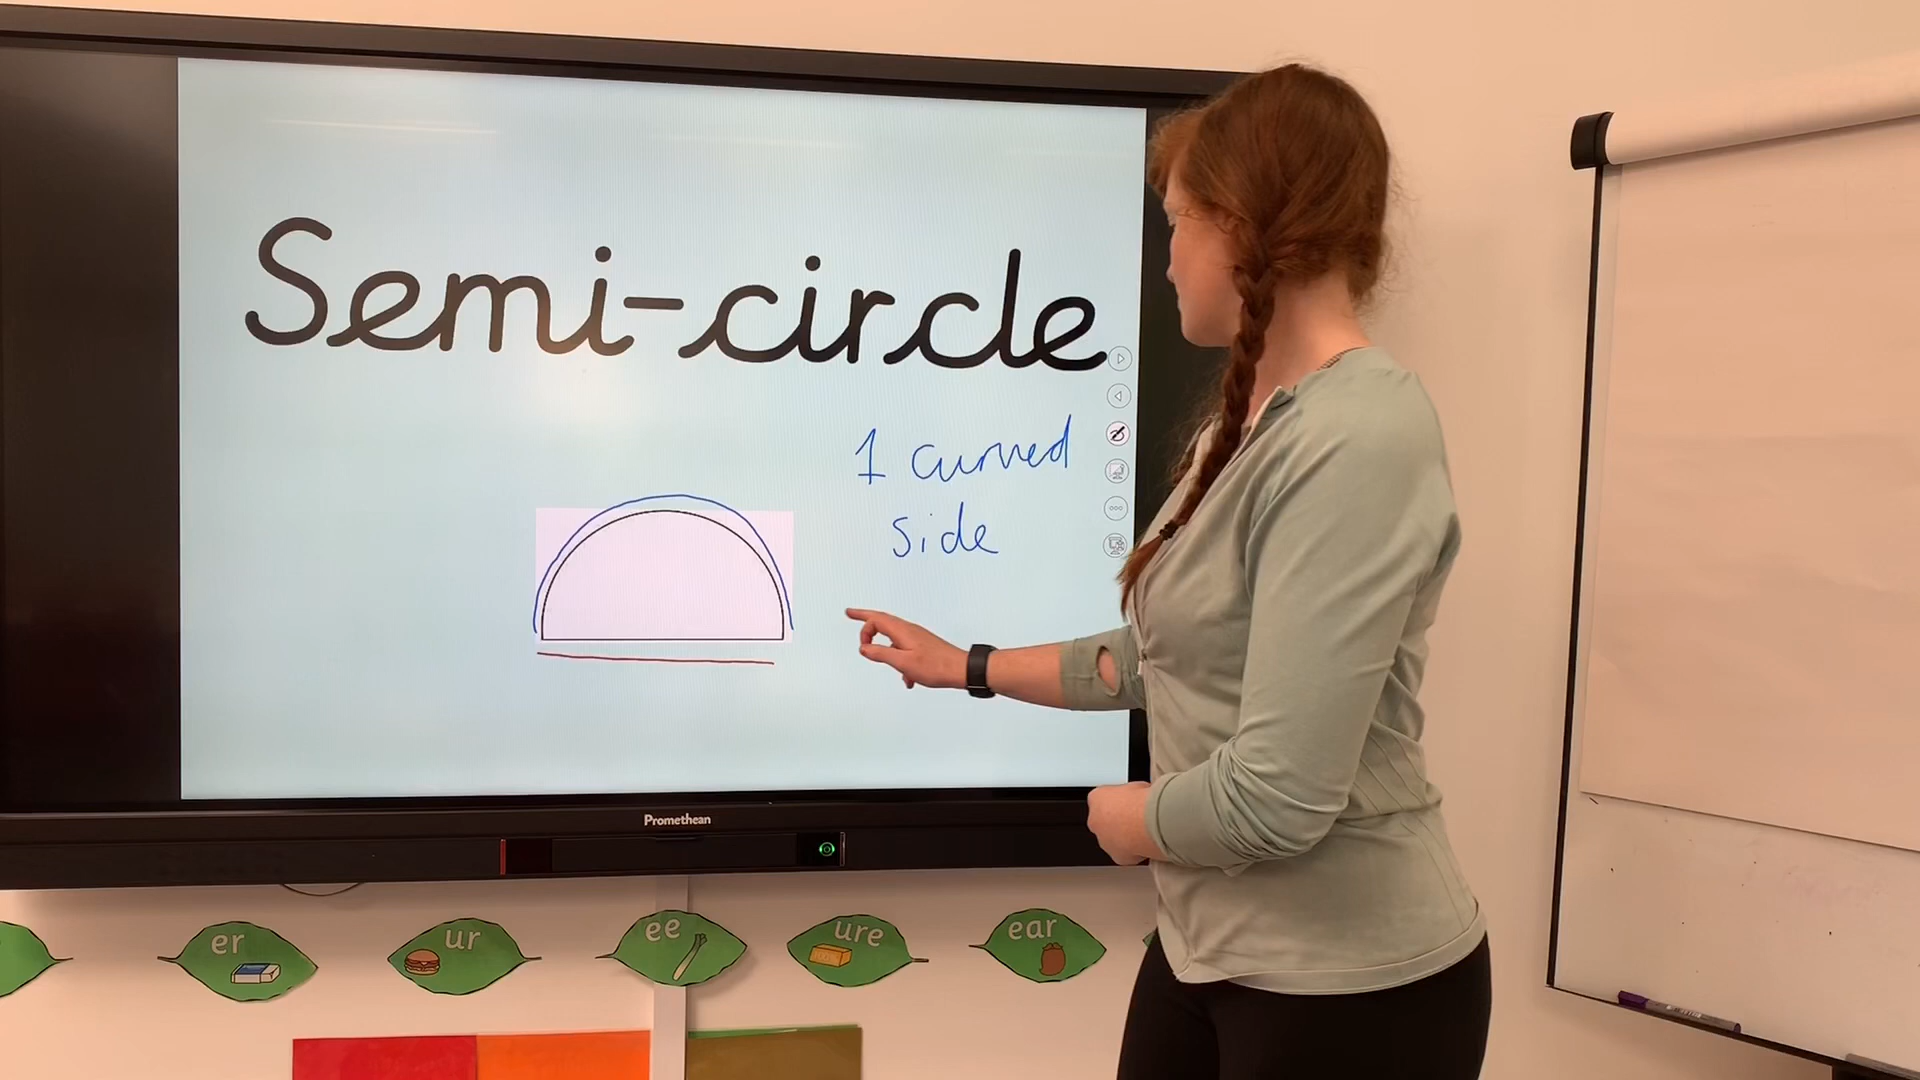 Semi-circle
1 curved
side
Promethean
er
ur
ee
ure
ear